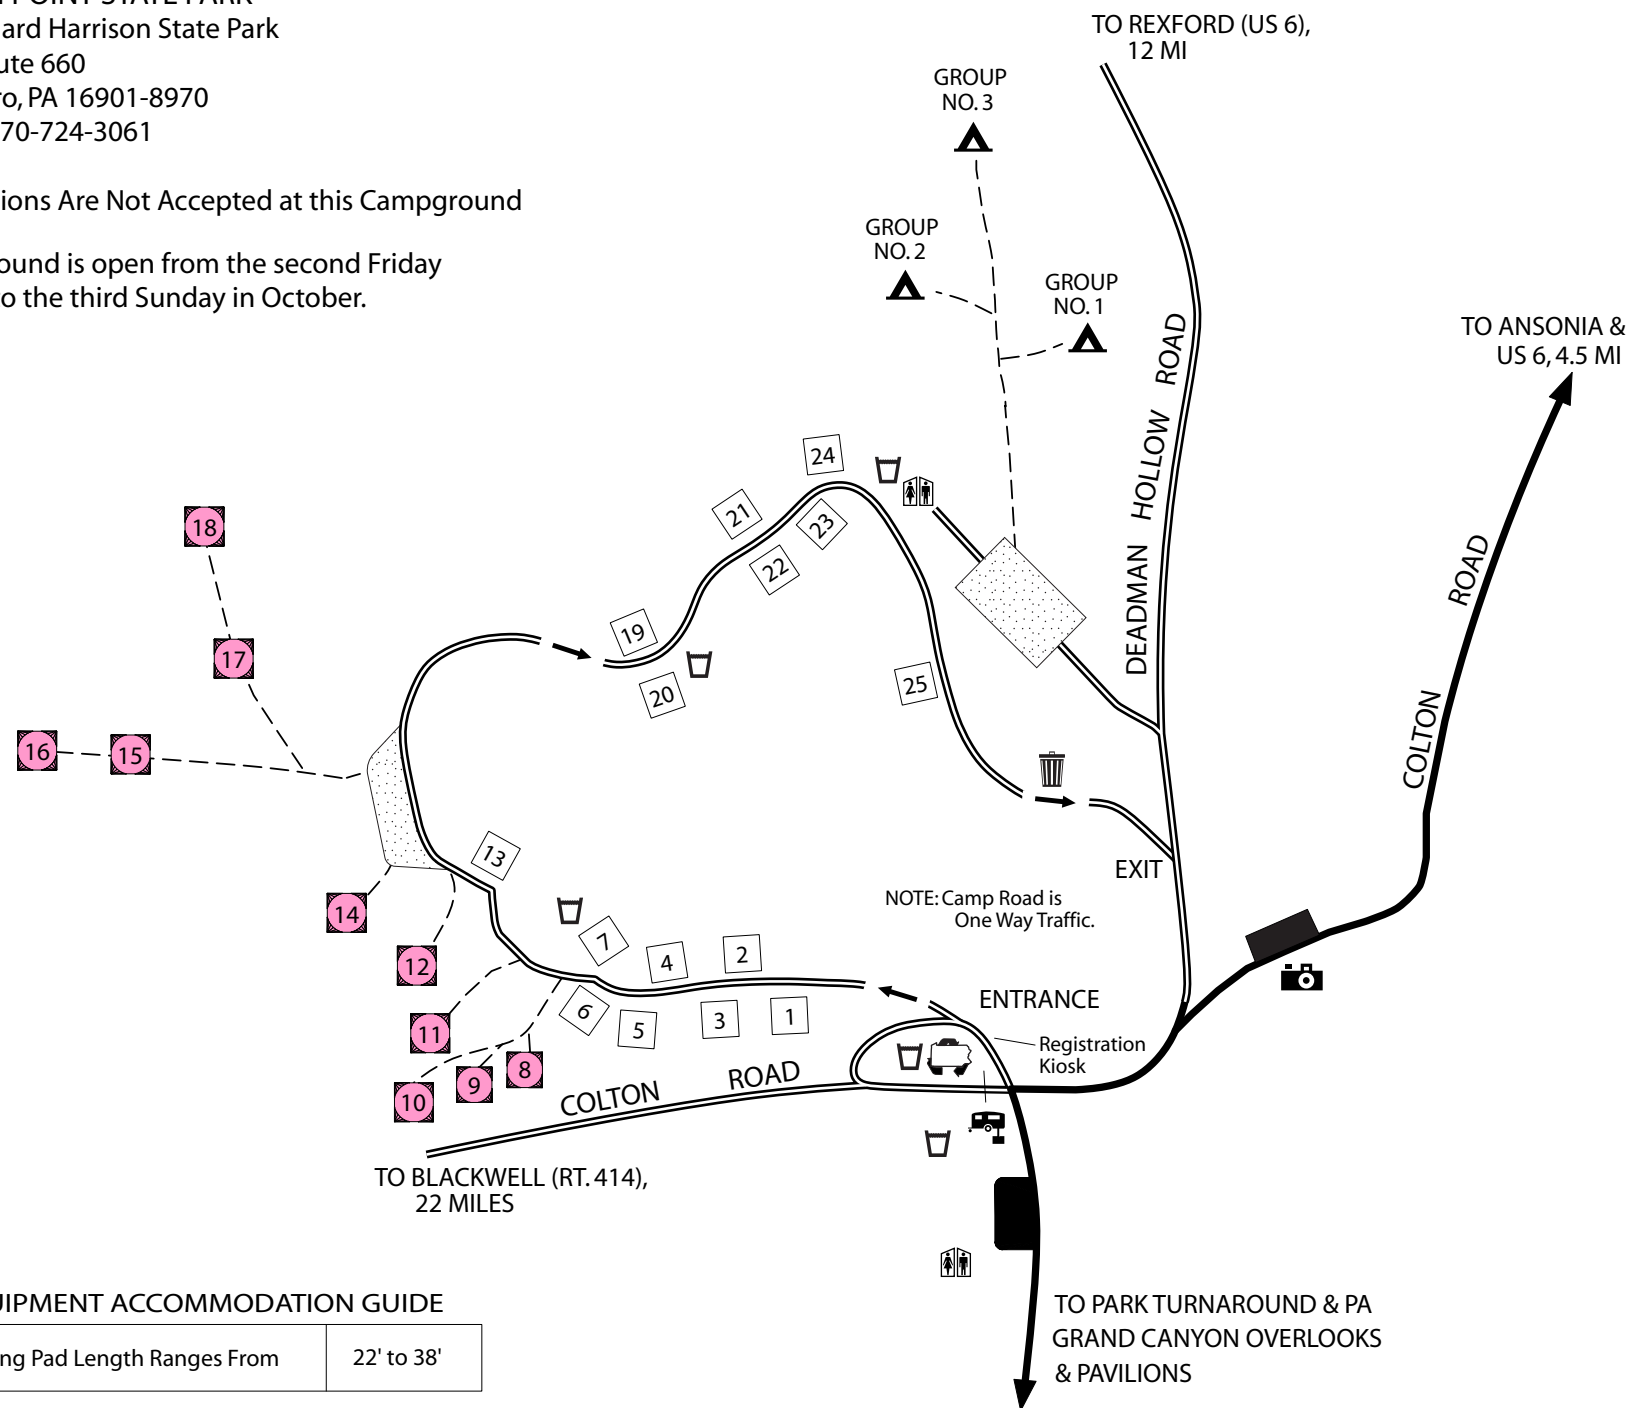 POINT STATE PARK
ard Harrison State Park
ute 660
ro, PA 16901-8970
70-724-3061
ions Are Not Accepted at this Campground
ound is open from the second Friday
o the third Sunday in October.
TO REXFORD (US 6),
12 MI
GROUP
NO. 3
GROUP
NO. 2
GROUP
NO. 1
TO ANSONIA &
US 6, 4.5 MI
DEADMAN HOLLOW ROAD
COLTON ROAD
24
21
23
22
18
19
17
20
25
16
15
13
14
7
12
4
2
EXIT
NOTE: Camp Road is
One Way Traffic.
ENTRANCE
11
6
5
3
1
Registration
Kiosk
8
9
10
COLTON ROAD
TO BLACKWELL (RT. 414),
22 MILES
UIPMENT ACCOMMODATION GUIDE
ng Pad Length Ranges From 22' to 38'
TO PARK TURNAROUND & PA
GRAND CANYON OVERLOOKS
& PAVILIONS